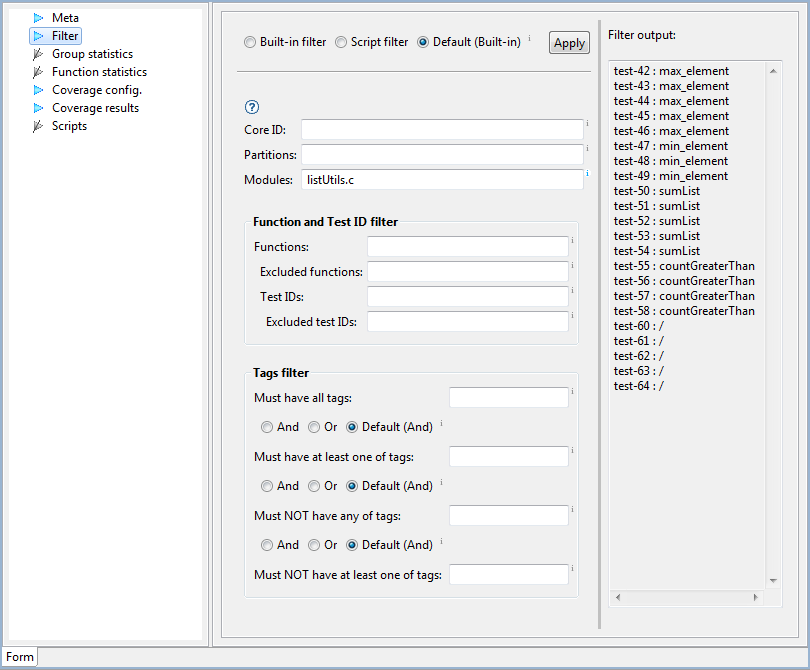 Meta
Filter
Group statistics
Function statistics
Coverage config.
Coverage results
Scripts
Built-in filter Script filter Default (Built-in) i Apply
?
Core ID: i
Partitions: i
Modules: listUtils.c i
Function and Test ID filter
Functions: i
Excluded functions: i
Test IDs: i
Excluded test IDs: i
Tags filter
Must have all tags: i
And Or Default (And) i
Must have at least one of tags: i
And Or Default (And) i
Must NOT have any of tags: i
And Or Default (And) i
Must NOT have at least one of tags: i
Filter output:
test-42 : max_element
test-43 : max_element
test-44 : max_element
test-45 : max_element
test-46 : max_element
test-47 : min_element
test-48 : min_element
test-49 : min_element
test-50 : sumList
test-51 : sumList
test-52 : sumList
test-53 : sumList
test-54 : sumList
test-55 : countGreaterThan
test-56 : countGreaterThan
test-57 : countGreaterThan
test-58 : countGreaterThan
test-60 : /
test-61 : /
test-62 : /
test-63 : /
test-64 : /
Form